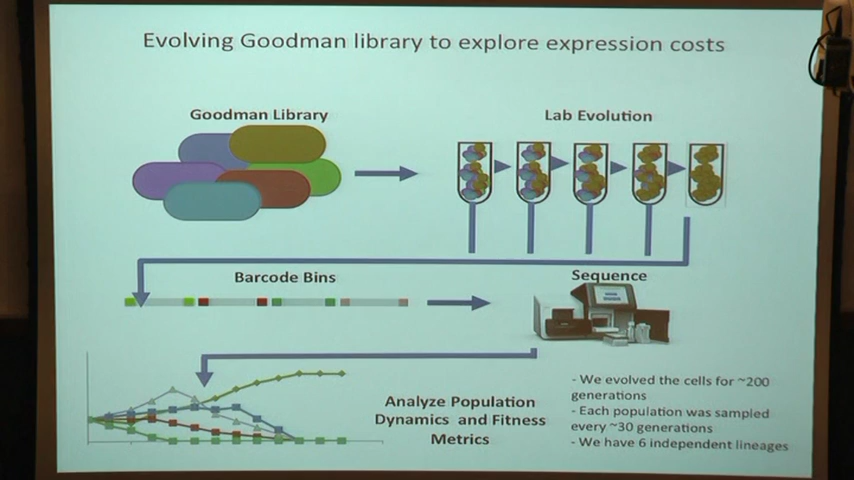 Evolving Goodman library to explore expression costs
Goodman Library
Lab Evolution
Barcode Bins
Sequence
Analyze Population
Dynamics and Fitness
Metrics
- We evolved the cells for ~200
generations
- Each population was sampled
every ~30 generations
- We have 6 independent lineages